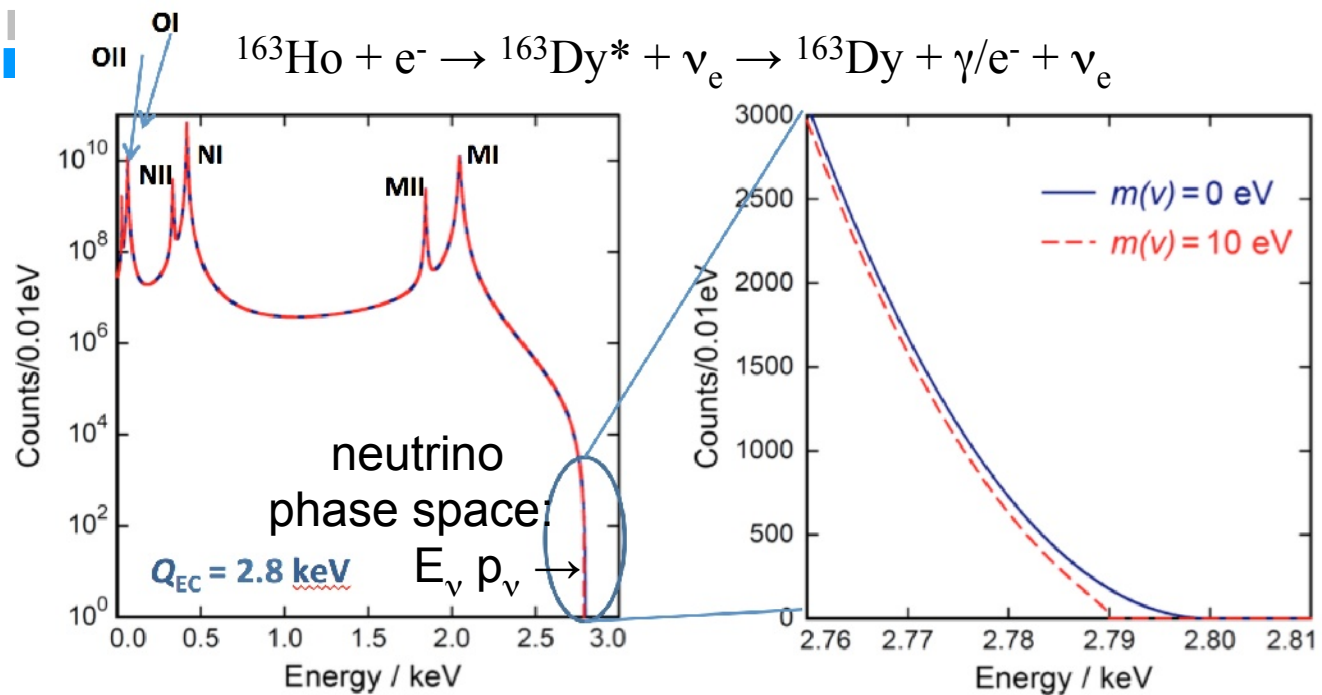 OI
OII
¹⁶³Ho + e⁻ → ¹⁶³Dy* + νₑ → ¹⁶³Dy + γ/e⁻ + νₑ
10¹⁰
10⁸
10⁶
10⁴
10²
10⁰
Counts/0.01eV
NII
NI
MII
MI
neutrino
phase space:
E_ν p_ν →
Q_EC = 2.8 keV
0.0 0.5 1.0 1.5 2.0 2.5 3.0
Energy / keV
3000
2500
2000
1500
1000
500
0
Counts/0.01eV
m(ν) = 0 eV
m(ν) = 10 eV
2.76 2.77 2.78 2.79 2.80 2.81
Energy / keV